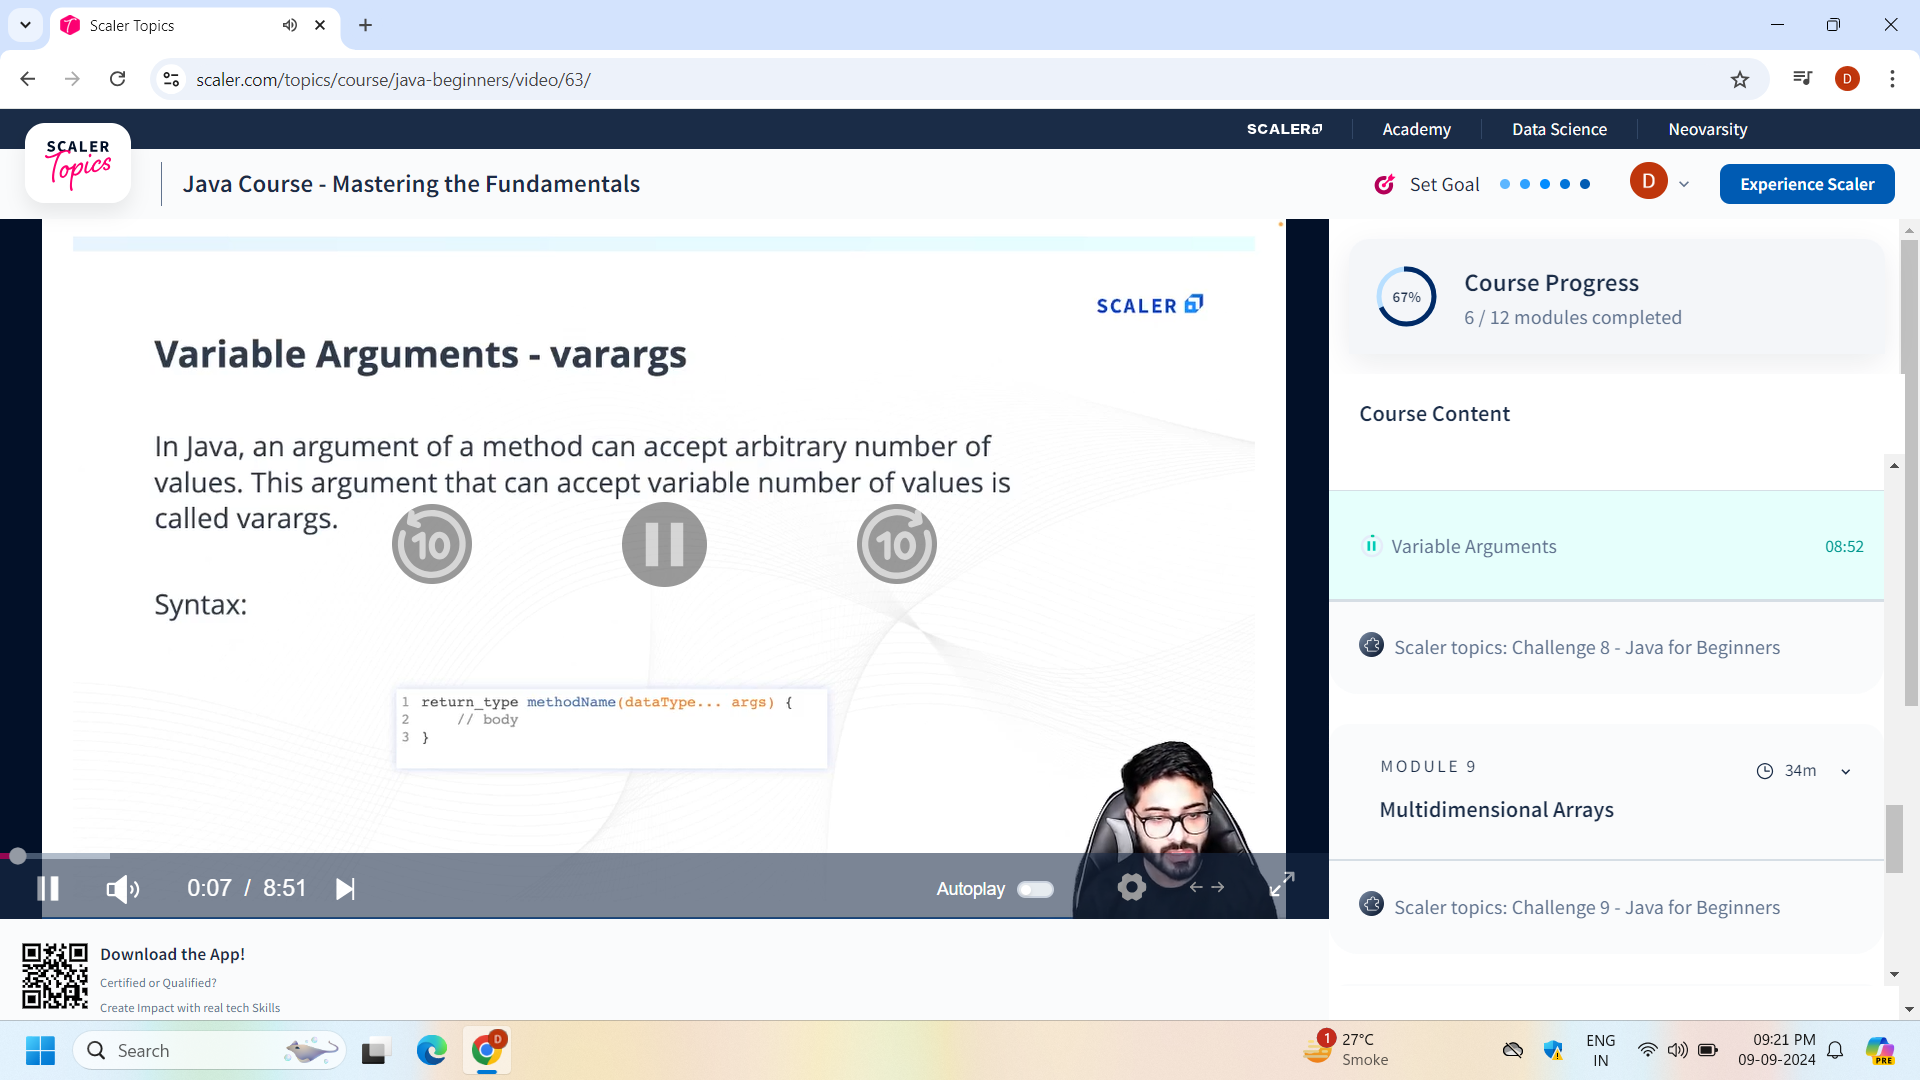 Scaler Topics
scaler.com/topics/course/java-beginners/video/63/
D
SCALER
Academy
Data Science
Neovarsity
SCALER
Topics
Java Course - Mastering the Fundamentals
Set Goal
D
Experience Scaler
SCALER
Variable Arguments - varargs
In Java, an argument of a method can accept arbitrary number of
values. This argument that can accept variable number of values is
called varargs.
10
10
Syntax:
1 return_type methodName(dataType... args) {
2 // body
3 }
0:07 / 8:51
Autoplay
67%
Course Progress
6 / 12 modules completed
Course Content
Variable Arguments
08:52
Scaler topics: Challenge 8 - Java for Beginners
MODULE 9
34m
Multidimensional Arrays
Scaler topics: Challenge 9 - Java for Beginners
Download the App!
Certified or Qualified?
Create Impact with real tech Skills
Search
D
1
27°C
Smoke
ENG
IN
09:21 PM
09-09-2024
PRE